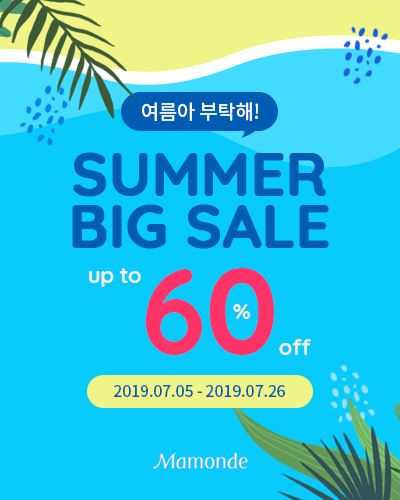 여름아 부탁해!
SUMMER
BIG SALE
up to
60%
off
2019.07.05 - 2019.07.26
Mamonde